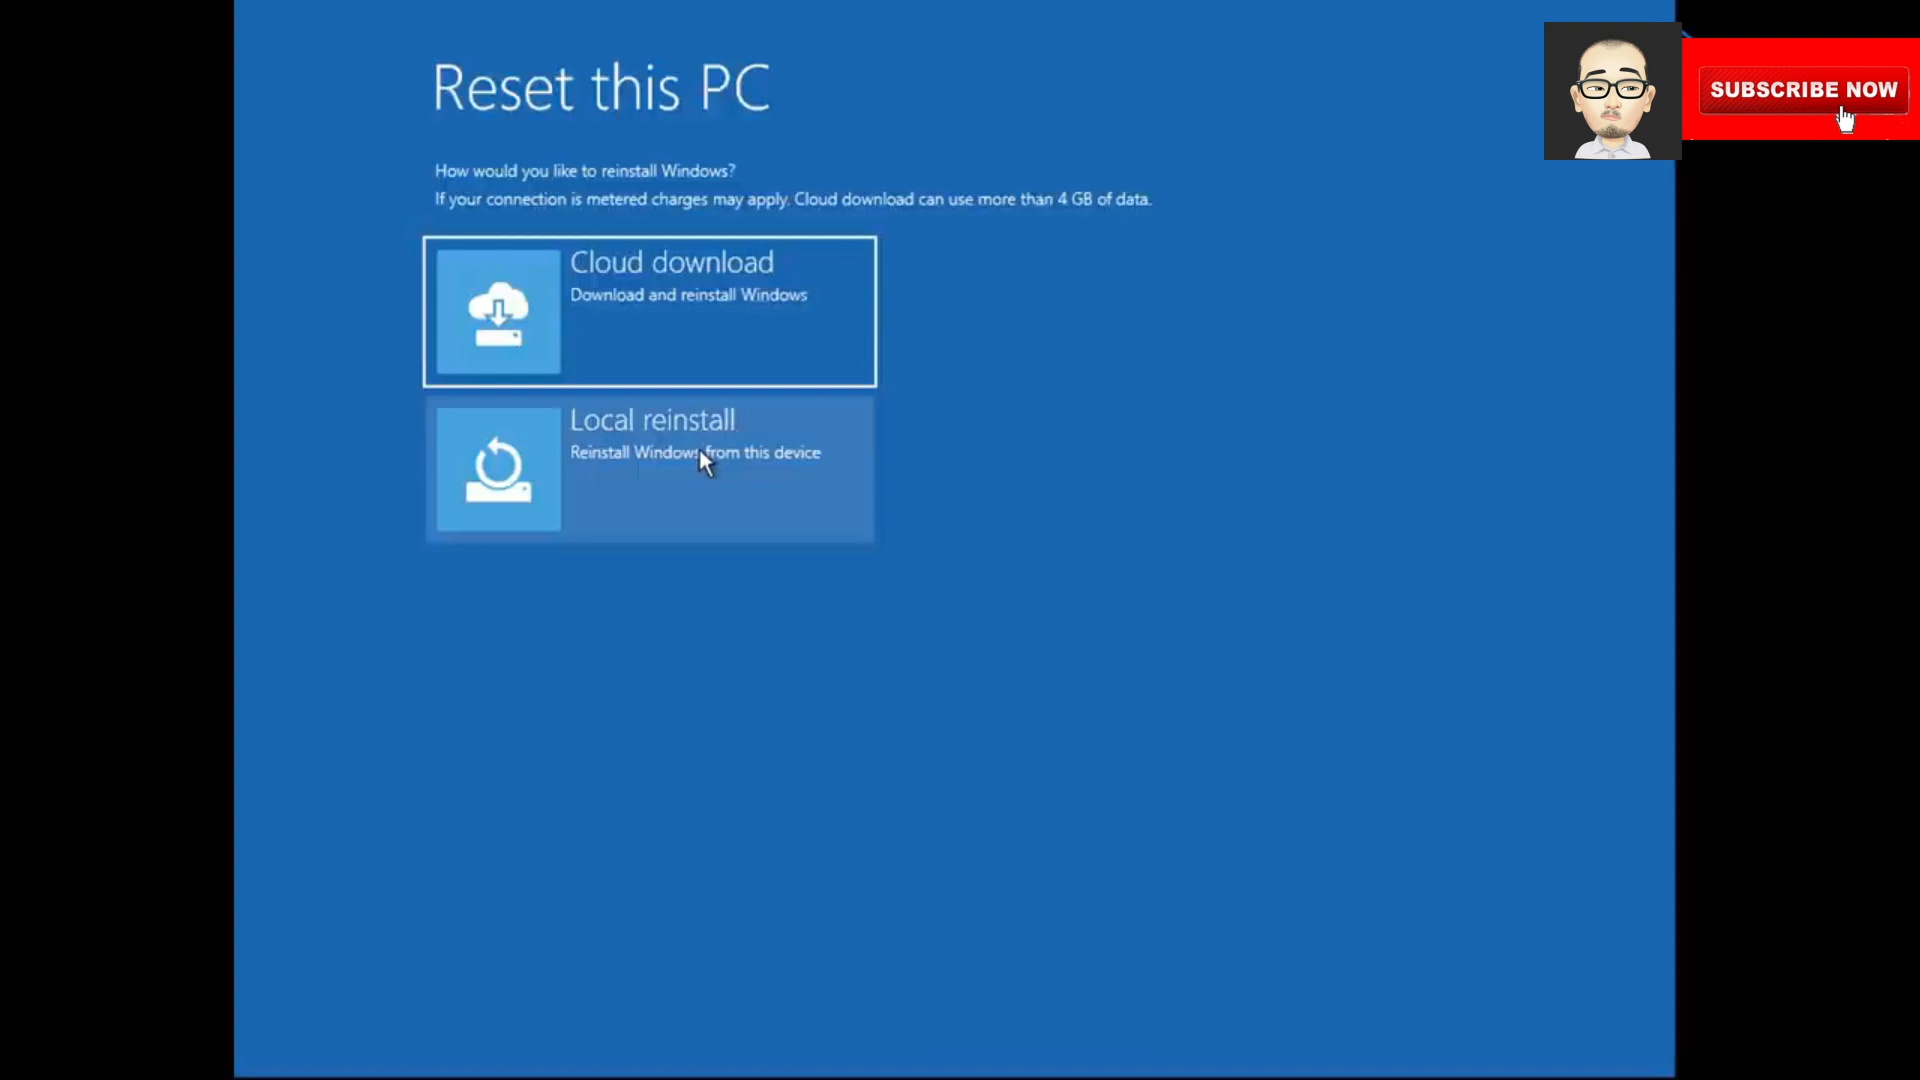 Reset this PC
SUBSCRIBE NOW
How would you like to reinstall Windows?
If your connection is metered charges may apply. Cloud download can use more than 4 GB of data.
Cloud download
Download and reinstall Windows
Local reinstall
Reinstall Windows from this device